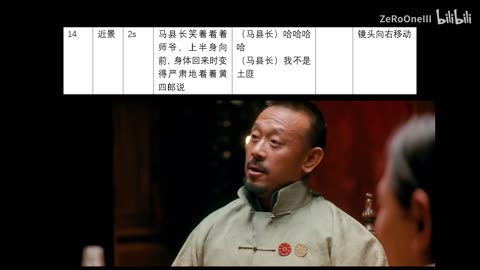 ZeRoOneIII bilibili
14 近景 2s 马县长笑着看着 （马县长）哈哈哈 镜头向右移动
师爷，上半身向 哈
前，身体回来时变 （马县长）我不是
得严肃地看着黄 土匪
四郎说